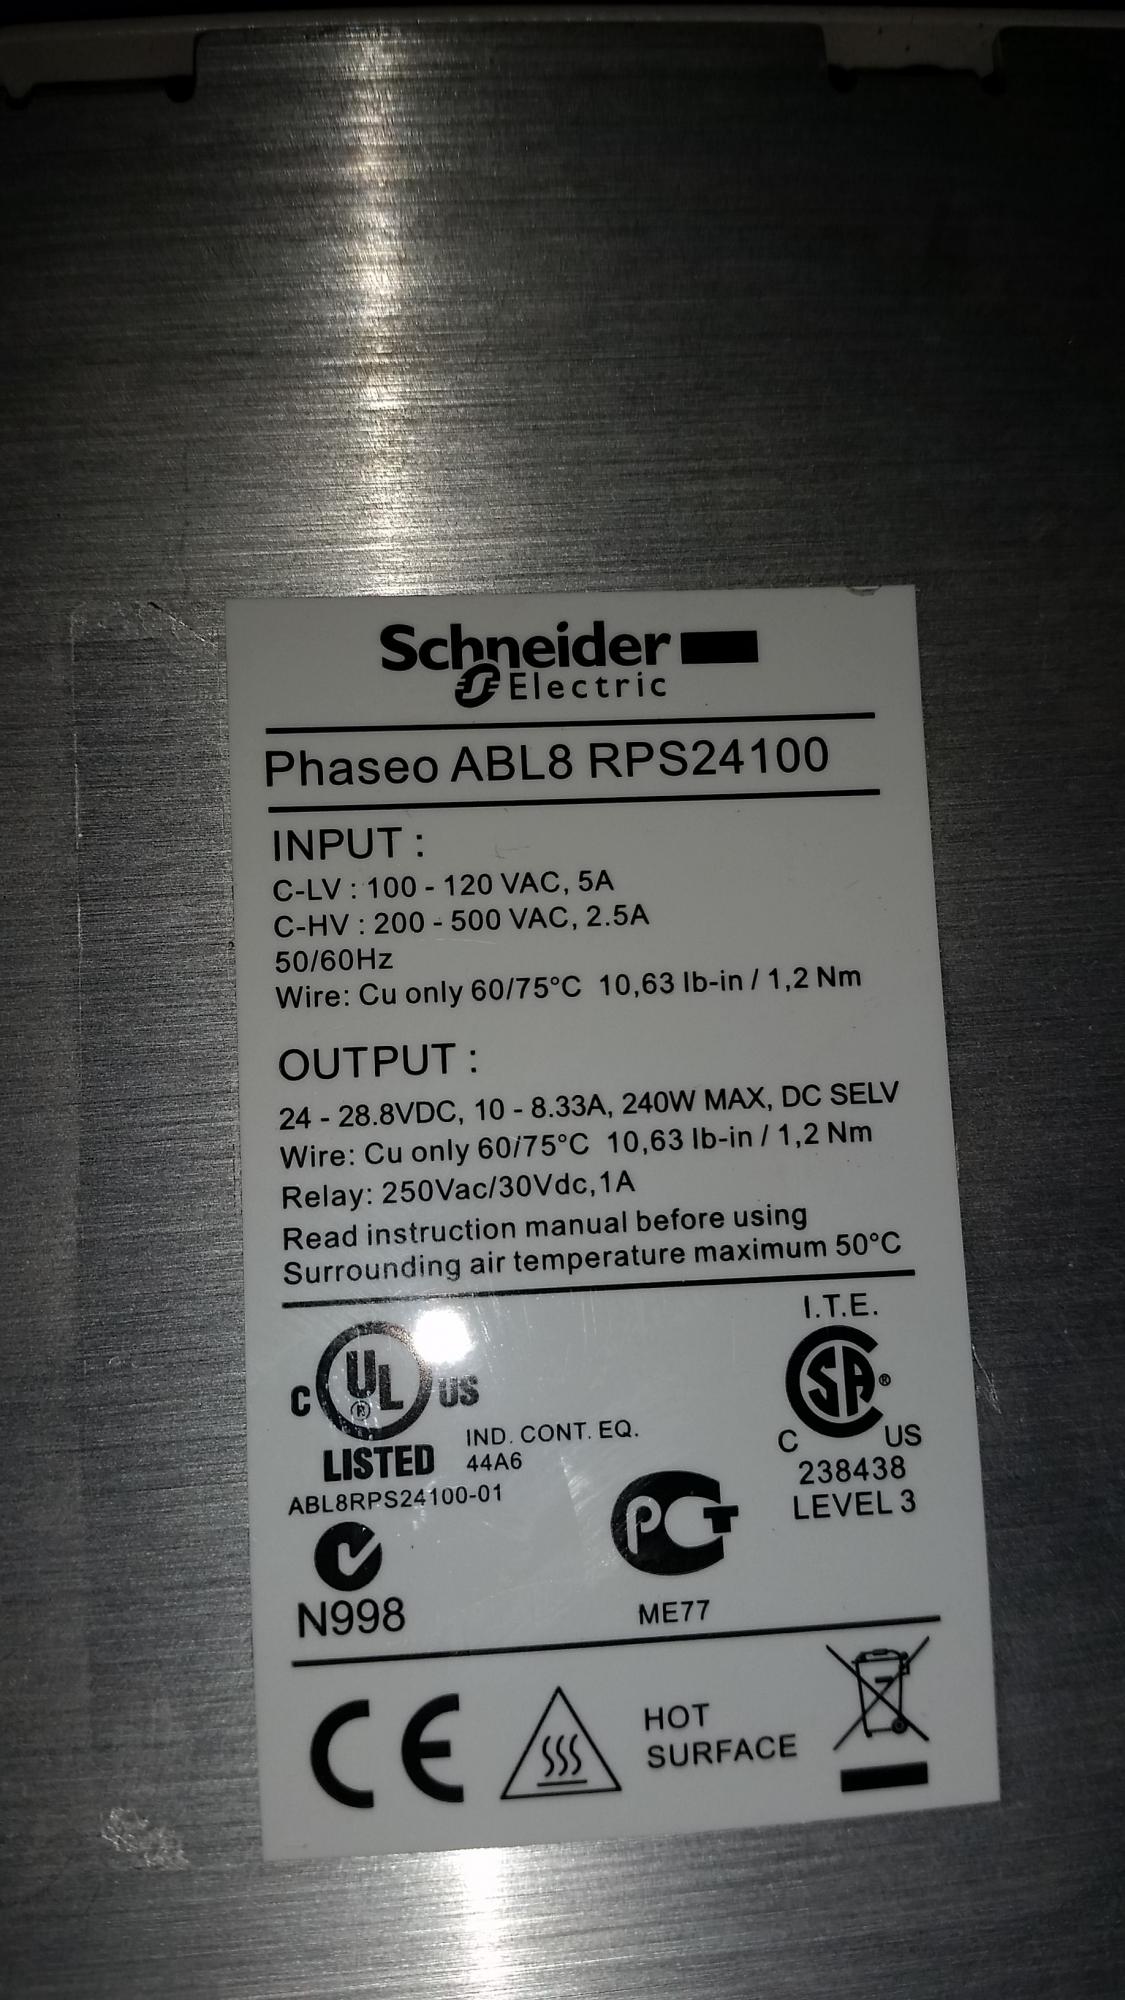 Schneider
Electric
Phaseo ABL8 RPS24100
INPUT :
C-LV : 100 - 120 VAC, 5A
C-HV : 200 - 500 VAC, 2.5A
50/60Hz
Wire: Cu only 60/75°C 10,63 lb-in / 1,2 Nm
OUTPUT :
24 - 28.8VDC, 10 - 8.33A, 240W MAX, DC SELV
Wire: Cu only 60/75°C 10,63 lb-in / 1,2 Nm
Relay: 250Vac/30Vdc,1A
Read instruction manual before using
Surrounding air temperature maximum 50°C
C UL ® US
LISTED
IND. CONT. EQ.
44A6
ABL8RPS24100-01
N998
PCT
ME77
I.T.E.
SA ®
C US
238438
LEVEL 3
CE
HOT
SURFACE